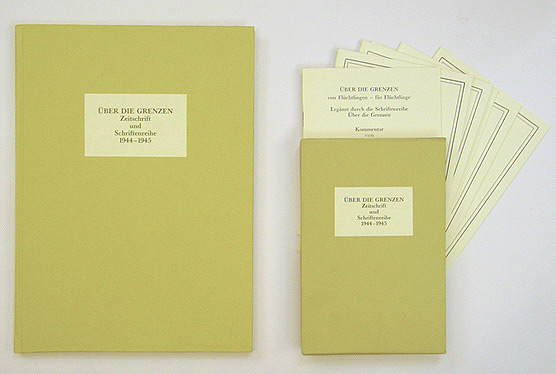 ÜBER DIE GRENZEN
Zeitschrift
und
Schriftenreihe
1944–1945
ÜBER DIE GRENZEN
von Flüchtlingen – für Flüchtlinge
Ergänzt durch die Schriftenreihe
Über die Grenzen
Kommentar
ÜBER DIE GRENZEN
Zeitschrift
und
Schriftenreihe
1944–1945